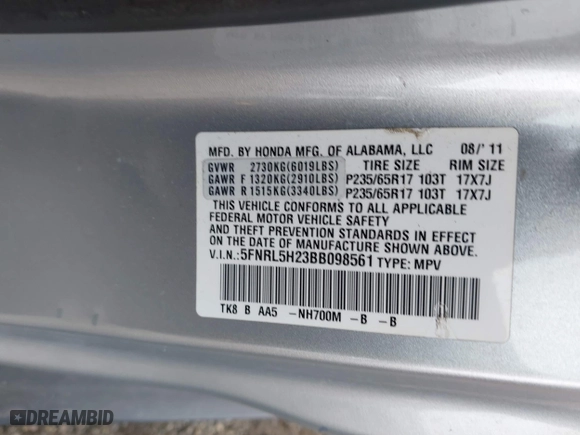 MFD. BY HONDA MFG. OF ALABAMA, LLC 08/'11
GVWR 2730KG(6019LBS) TIRE SIZE RIM SIZE
GAWR F 1320KG(2910LBS) P235/65R17 103T 17X7J
GAWR R 1515KG(3340LBS) P235/65R17 103T 17X7J
THIS VEHICLE CONFORMS TO ALL APPLICABLE
FEDERAL MOTOR VEHICLE SAFETY
AND THEFT PREVENTION STANDARDS IN EFFECT
ON THE DATE OF MANUFACTURE SHOWN ABOVE.
V.I.N.: 5FNRL5H23BB098561 TYPE: MPV
TK8 B AA5 -NH700M -B -B
DREAMBID